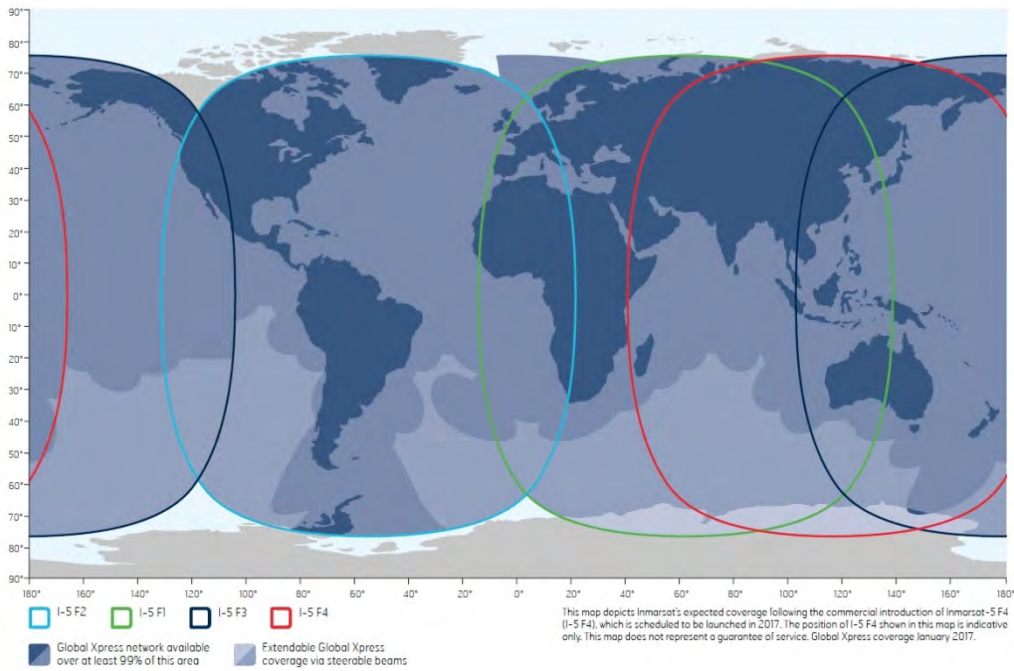 90°
80°
70°
60°
50°
40°
30°
20°
10°
0°
10°
20°
30°
40°
50°
60°
70°
80°
90°
180° 160° 140° 120° 100° 80° 60° 40° 20° 0° 20° 40° 60° 80° 100° 120° 140° 160° 180°
I-5 F2 I-5 F1 I-5 F3 I-5 F4
Global Xpress network available
over at least 99% of this area
Extendable Global Xpress
coverage via steerable beams
This map depicts Inmarsat's expected coverage following the commercial introduction of Inmarsat-5 F4
(I-5 F4), which is scheduled to be launched in 2017. The position of I-5 F4 shown in this map is indicative
only. This map does not represent a guarantee of service. Global Xpress coverage January 2017.